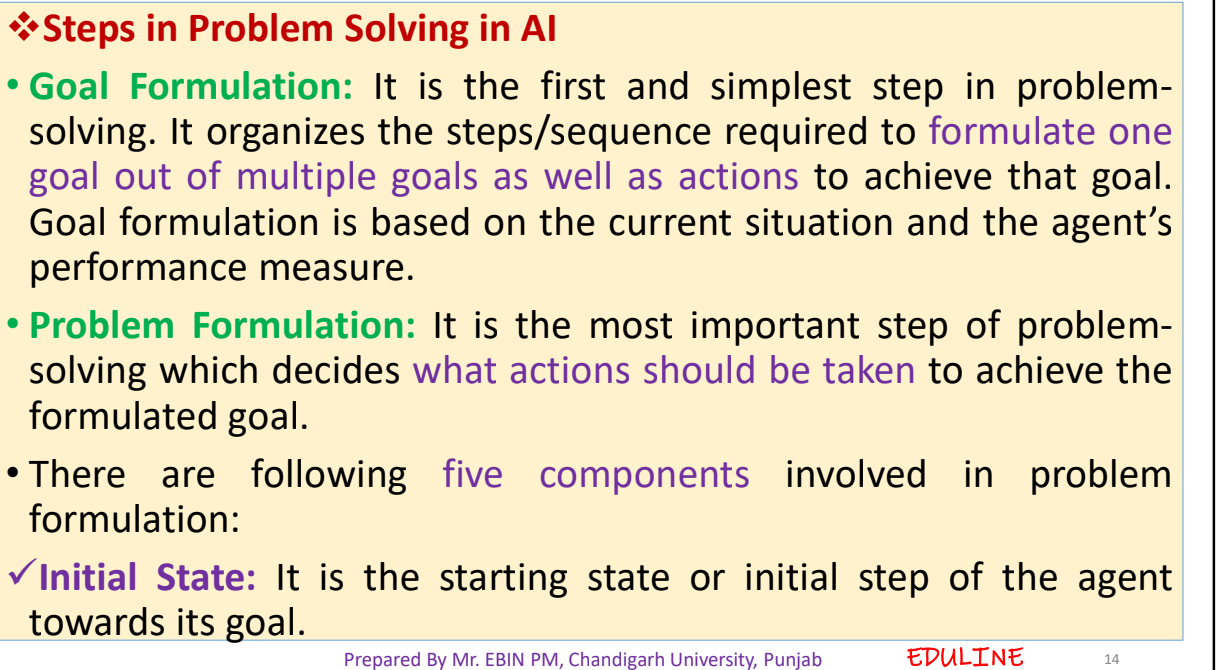 ❖Steps in Problem Solving in AI
• Goal Formulation: It is the first and simplest step in problem-
solving. It organizes the steps/sequence required to formulate one
goal out of multiple goals as well as actions to achieve that goal.
Goal formulation is based on the current situation and the agent’s
performance measure.
• Problem Formulation: It is the most important step of problem-
solving which decides what actions should be taken to achieve the
formulated goal.
• There are following five components involved in problem
formulation:
✓Initial State: It is the starting state or initial step of the agent
towards its goal.
Prepared By Mr. EBIN PM, Chandigarh University, Punjab EDULINE 14